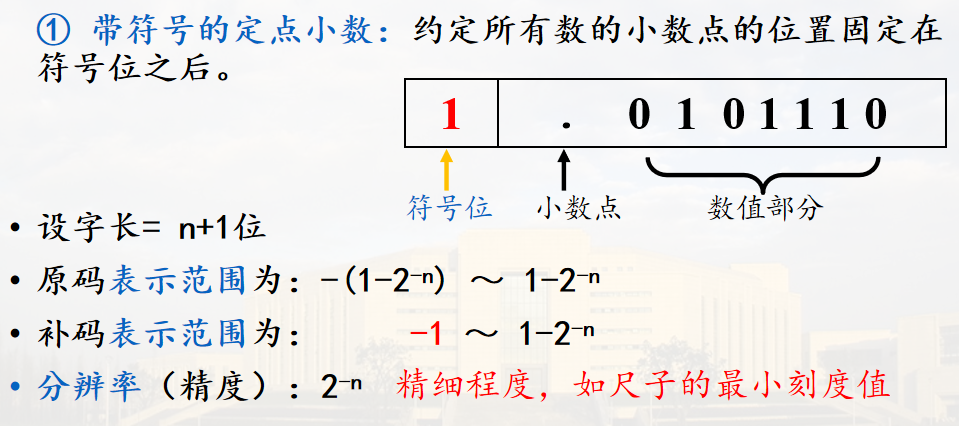 ① 带符号的定点小数：约定所有数的小数点的位置固定在
符号位之后。
1 . 0 1 0 1 1 1 0
符号位 小数点 数值部分
• 设字长= n+1位
• 原码表示范围为：-(1-2⁻ⁿ) ～ 1-2⁻ⁿ
• 补码表示范围为： -1 ～ 1-2⁻ⁿ
• 分辨率（精度）：2⁻ⁿ 精细程度，如尺子的最小刻度值